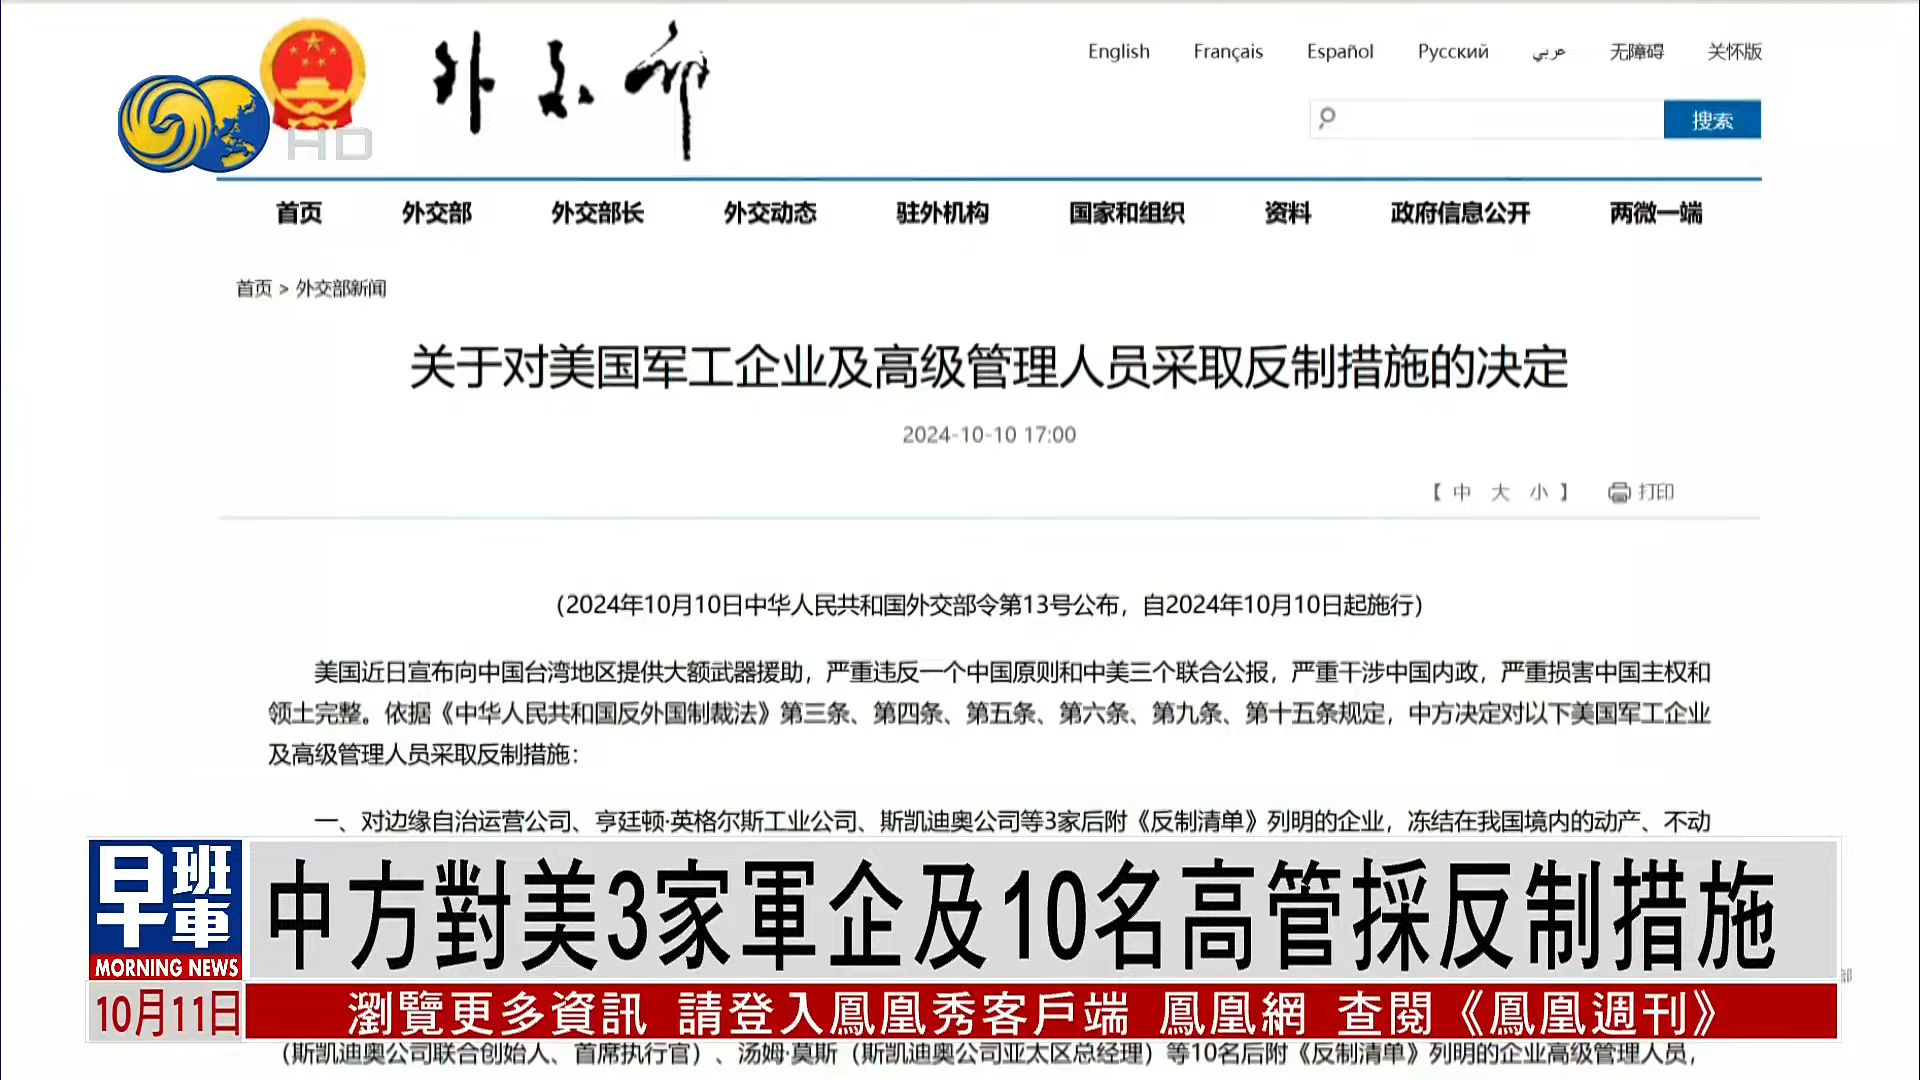 外交部
HD
English Français Español Русский عربي 无障碍 关怀版
搜索
首页 外交部 外交部长 外交动态 驻外机构 国家和组织 资料 政府信息公开 两微一端
首页 > 外交部新闻
关于对美国军工企业及高级管理人员采取反制措施的决定
2024-10-10 17:00
【 中 大 小 】 打印
（2024年10月10日中华人民共和国外交部令第13号公布，自2024年10月10日起施行）
美国近日宣布向中国台湾地区提供大额武器援助，严重违反一个中国原则和中美三个联合公报，严重干涉中国内政，严重损害中国主权和
领土完整。依据《中华人民共和国反外国制裁法》第三条、第四条、第五条、第六条、第九条、第十五条规定，中方决定对以下美国军工企业
及高级管理人员采取反制措施：
一、对边缘自治运营公司、亨廷顿·英格尔斯工业公司、斯凯迪奥公司等3家后附《反制清单》列明的企业，冻结在我国境内的动产、不动
早班車
MORNING NEWS
中方對美3家軍企及10名高管採反制措施
10月11日
瀏覽更多資訊 請登入鳳凰秀客戶端 鳳凰網 查閱《鳳凰週刊》
（斯凯迪奥公司联合创始人、首席执行官）、汤姆·莫斯（斯凯迪奥公司亚太区总经理）等10名后附《反制清单》列明的企业高级管理人员，